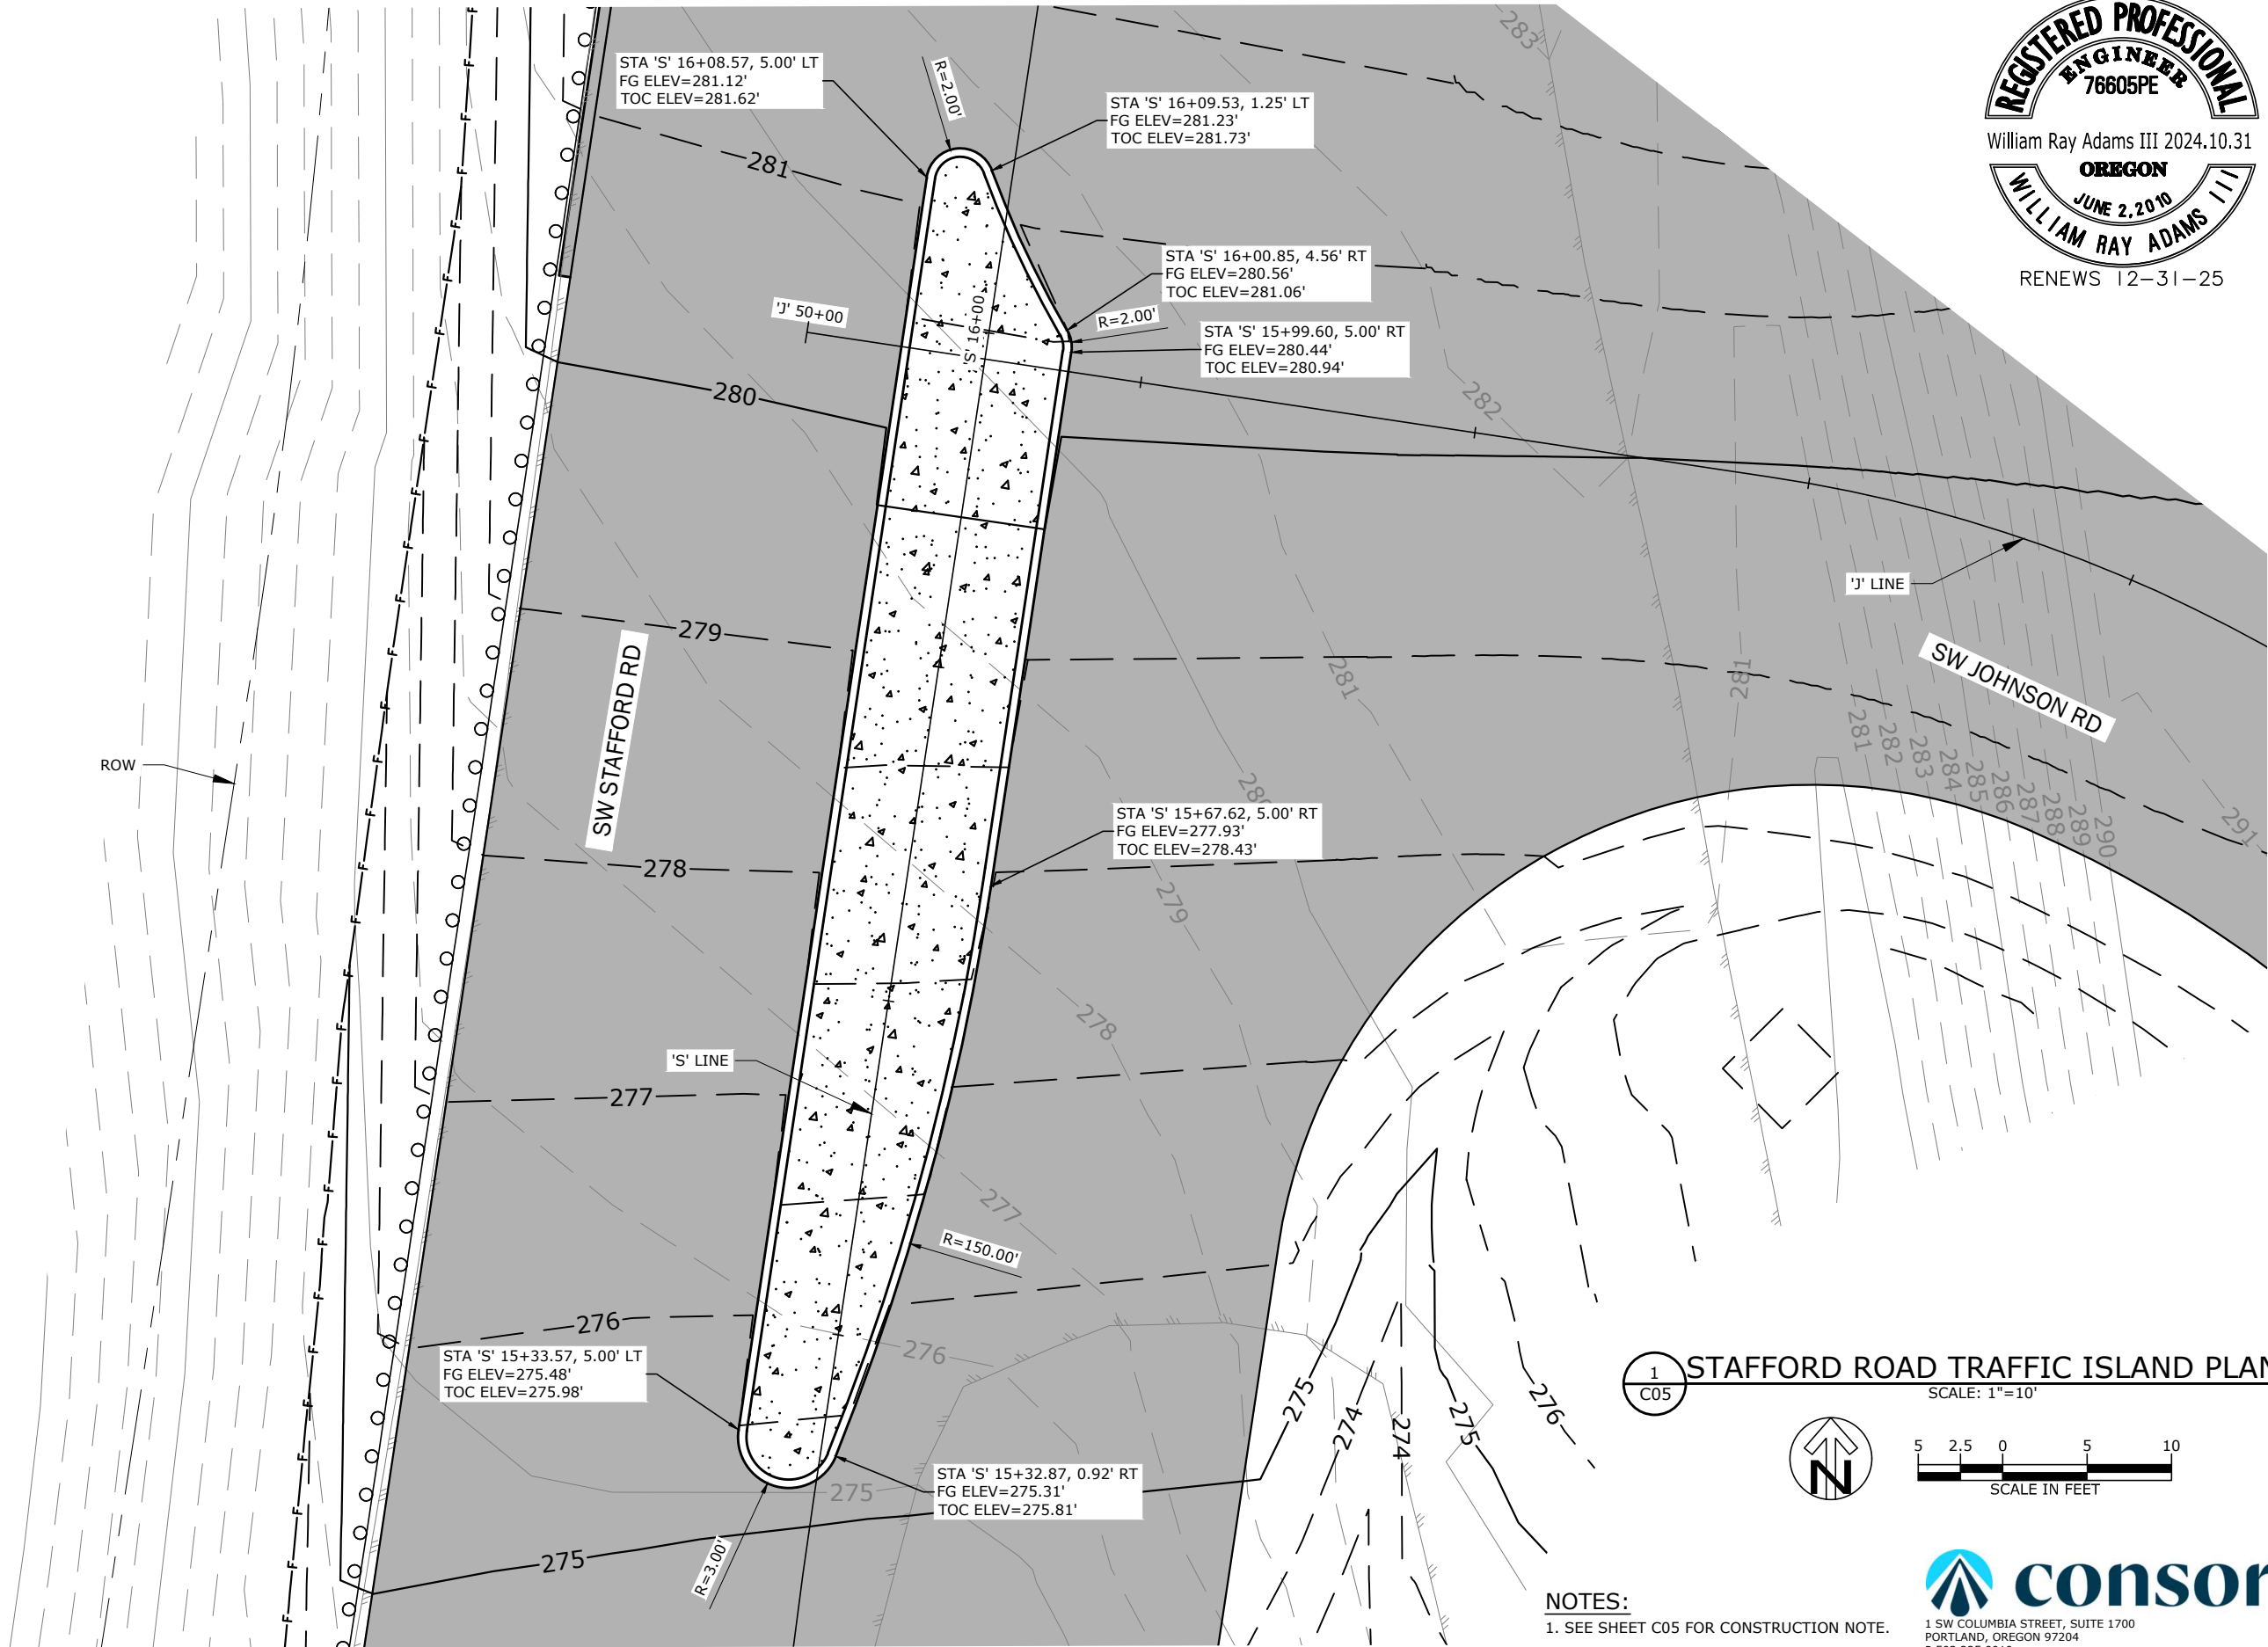 REGISTERED PROFESSIONAL
ENGINEER
76605PE
William Ray Adams III 2024.10.31
OREGON
JUNE 2, 2010
WILLIAM RAY ADAMS III
RENEWS 12-31-25
STA 'S' 16+08.57, 5.00' LT
FG ELEV=281.12'
TOC ELEV=281.62'
R=2.00'
STA 'S' 16+09.53, 1.25' LT
FG ELEV=281.23'
TOC ELEV=281.73'
283
281
STA 'S' 16+00.85, 4.56' RT
FG ELEV=280.56'
TOC ELEV=281.06'
'J' 50+00
'S' 16+00
R=2.00'
STA 'S' 15+99.60, 5.00' RT
FG ELEV=280.44'
TOC ELEV=280.94'
280
282
'J' LINE
279
SW STAFFORD RD
281
281
SW JOHNSON RD
281
282
283
284
285
286
287
288
289
290
291
ROW
STA 'S' 15+67.62, 5.00' RT
FG ELEV=277.93'
TOC ELEV=278.43'
278
279
278
'S' LINE
277
277
R=150.00'
276
276
STA 'S' 15+33.57, 5.00' LT
FG ELEV=275.48'
TOC ELEV=275.98'
275
STA 'S' 15+32.87, 0.92' RT
FG ELEV=275.31'
TOC ELEV=275.81'
R=3.00'
275
275
274
274
275
276
1
C05
STAFFORD ROAD TRAFFIC ISLAND PLAN
SCALE: 1"=10'
N
5 2.5 0 5 10
SCALE IN FEET
NOTES:
1. SEE SHEET C05 FOR CONSTRUCTION NOTE.
consor
1 SW COLUMBIA STREET, SUITE 1700
PORTLAND, OREGON 97204
F F F F F F F F F F F F F F F F F F F F F F F F F F F F F F